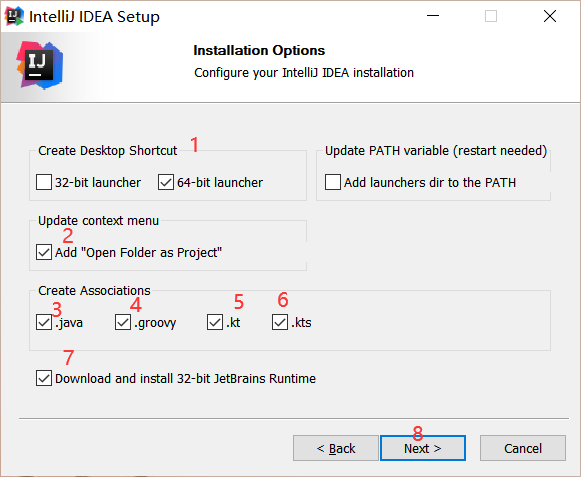 IntelliJ IDEA Setup
IJ
Installation Options
Configure your IntelliJ IDEA installation
Create Desktop Shortcut 1
Update PATH variable (restart needed)
32-bit launcher 64-bit launcher
Add launchers dir to the PATH
Update context menu
2
Add "Open Folder as Project"
Create Associations
3 4 5 6
.java .groovy .kt .kts
7
Download and install 32-bit JetBrains Runtime
8
< Back Next > Cancel